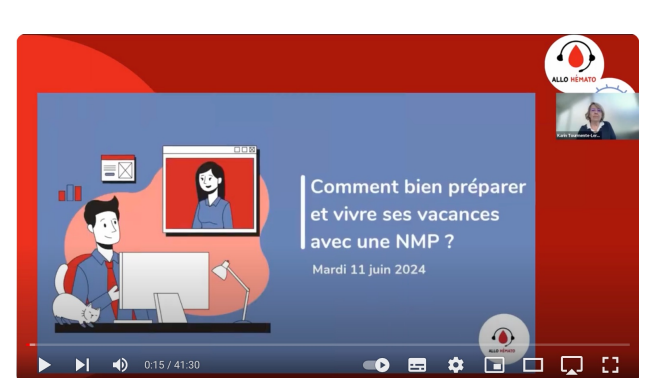 ALLO HÉMATO
Comment bien préparer
et vivre ses vacances
avec une NMP ?
Mardi 11 juin 2024
ALLO HÉMATO
0:15 / 41:30